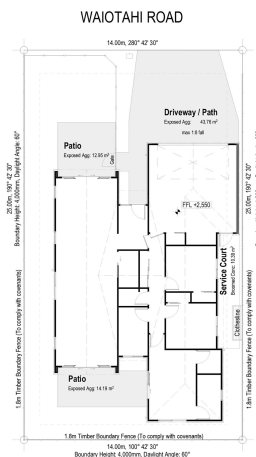 WAIOTAHI ROAD
14.00m, 280° 42' 30"
Driveway / Path
Exposed Agg: 43.76 m²
max 1:8 fall
Patio
Exposed Agg: 12.95 m²
Gate
25.00m, 190° 42' 30"
Boundary Height: 4,000mm, Daylight Angle: 60°
FFL +2,550
25.00m, 190° 42' 30"
Service Court
Broomed Conc: 10.39 m²
Clothesline
1.8m Timber Boundary Fence (To comply with covenants)
1.8m Timber Boundary Fence (To comply with covenants)
Patio
Exposed Agg: 14.19 m²
1.8m Timber Boundary Fence (To comply with covenants)
14.00m, 100° 42' 30"
Boundary Height: 4,000mm, Daylight Angle: 60°